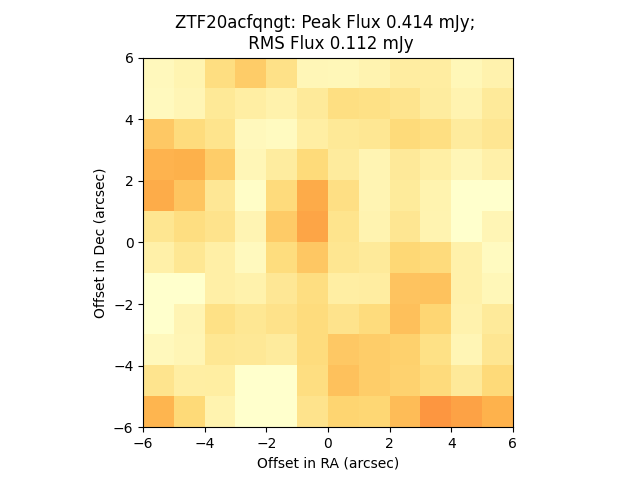 ZTF20acfqngt: Peak Flux 0.414 mJy;
RMS Flux 0.112 mJy
6
4
2
0
−2
−4
−6
Offset in Dec (arcsec)
−6 −4 −2 0 2 4 6
Offset in RA (arcsec)